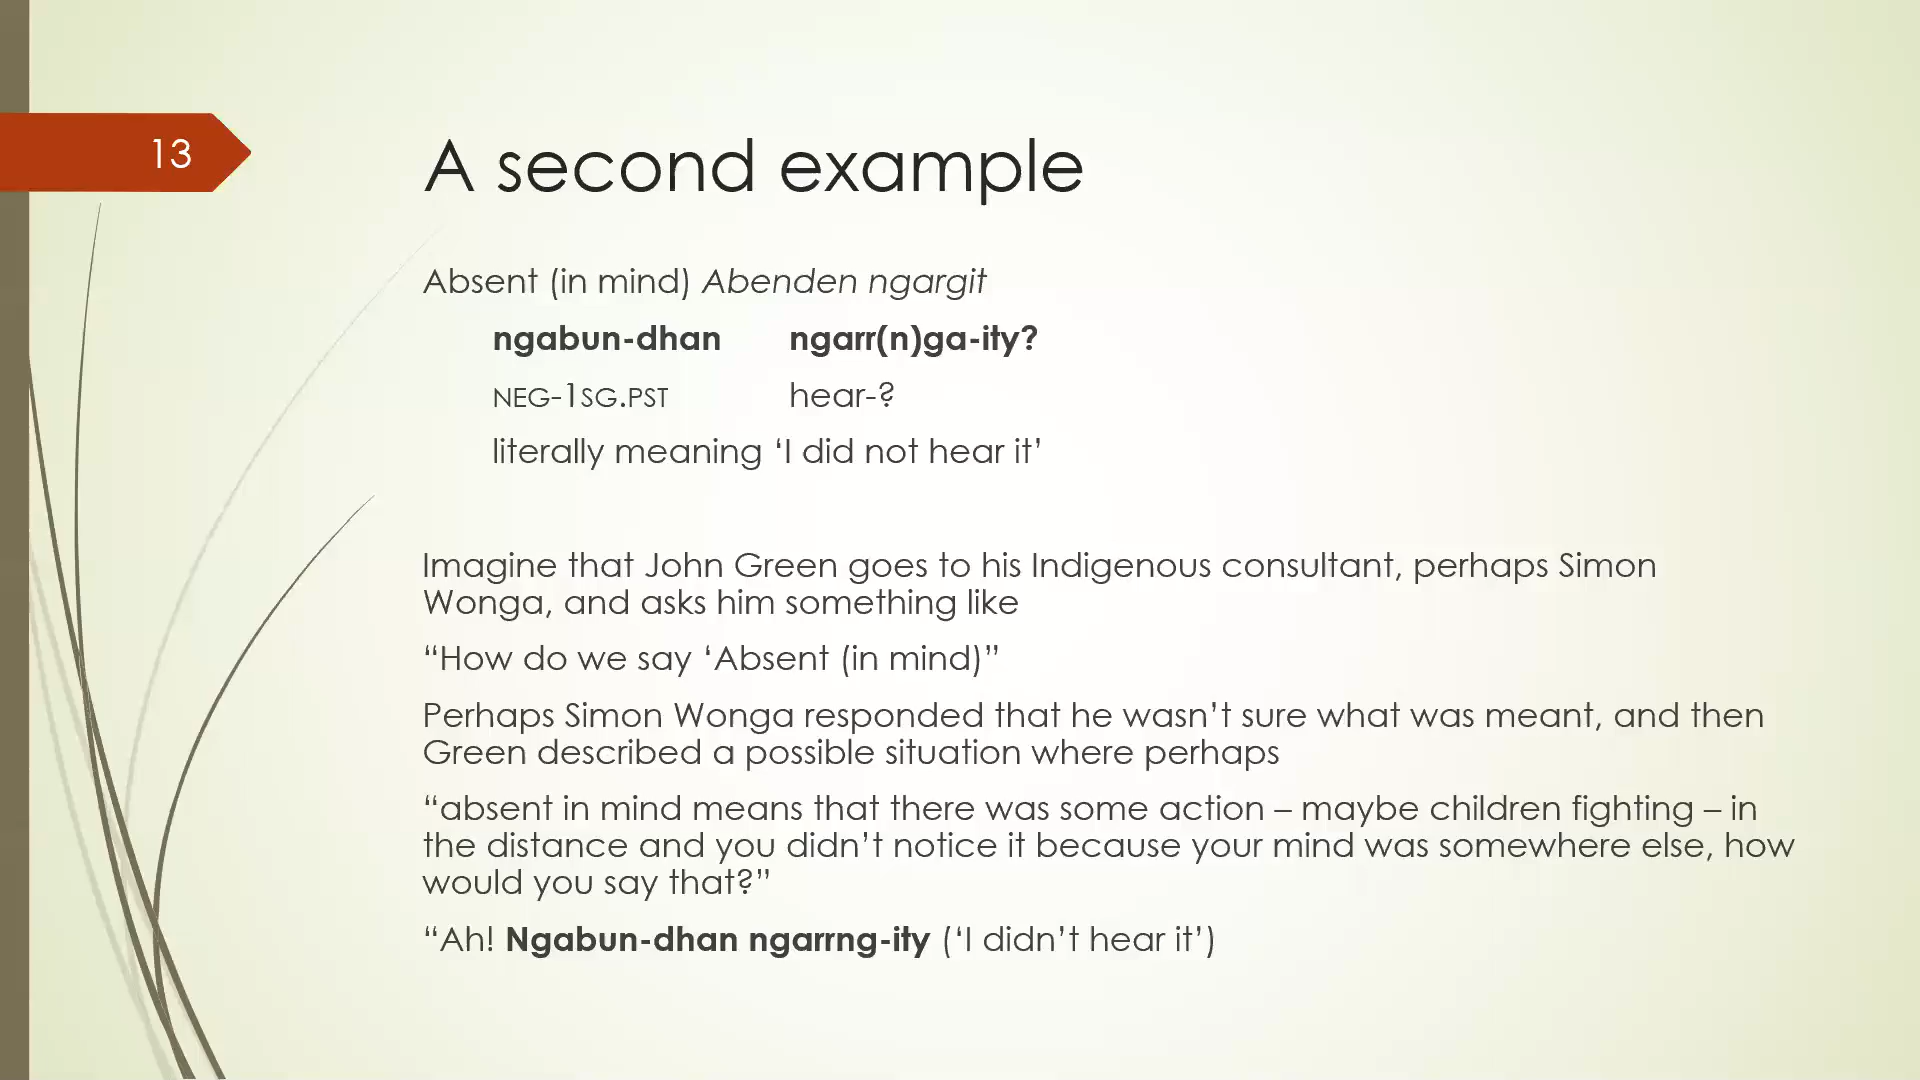 13
A second example
Absent (in mind) Abenden ngargit
ngabun-dhan ngarr(n)ga-ity?
NEG-1SG.PST hear-?
literally meaning ‘I did not hear it’
Imagine that John Green goes to his Indigenous consultant, perhaps Simon
Wonga, and asks him something like
“How do we say ‘Absent (in mind)”
Perhaps Simon Wonga responded that he wasn’t sure what was meant, and then
Green described a possible situation where perhaps
“absent in mind means that there was some action – maybe children fighting – in
the distance and you didn’t notice it because your mind was somewhere else, how
would you say that?”
“Ah! Ngabun-dhan ngarrng-ity (‘I didn’t hear it’)